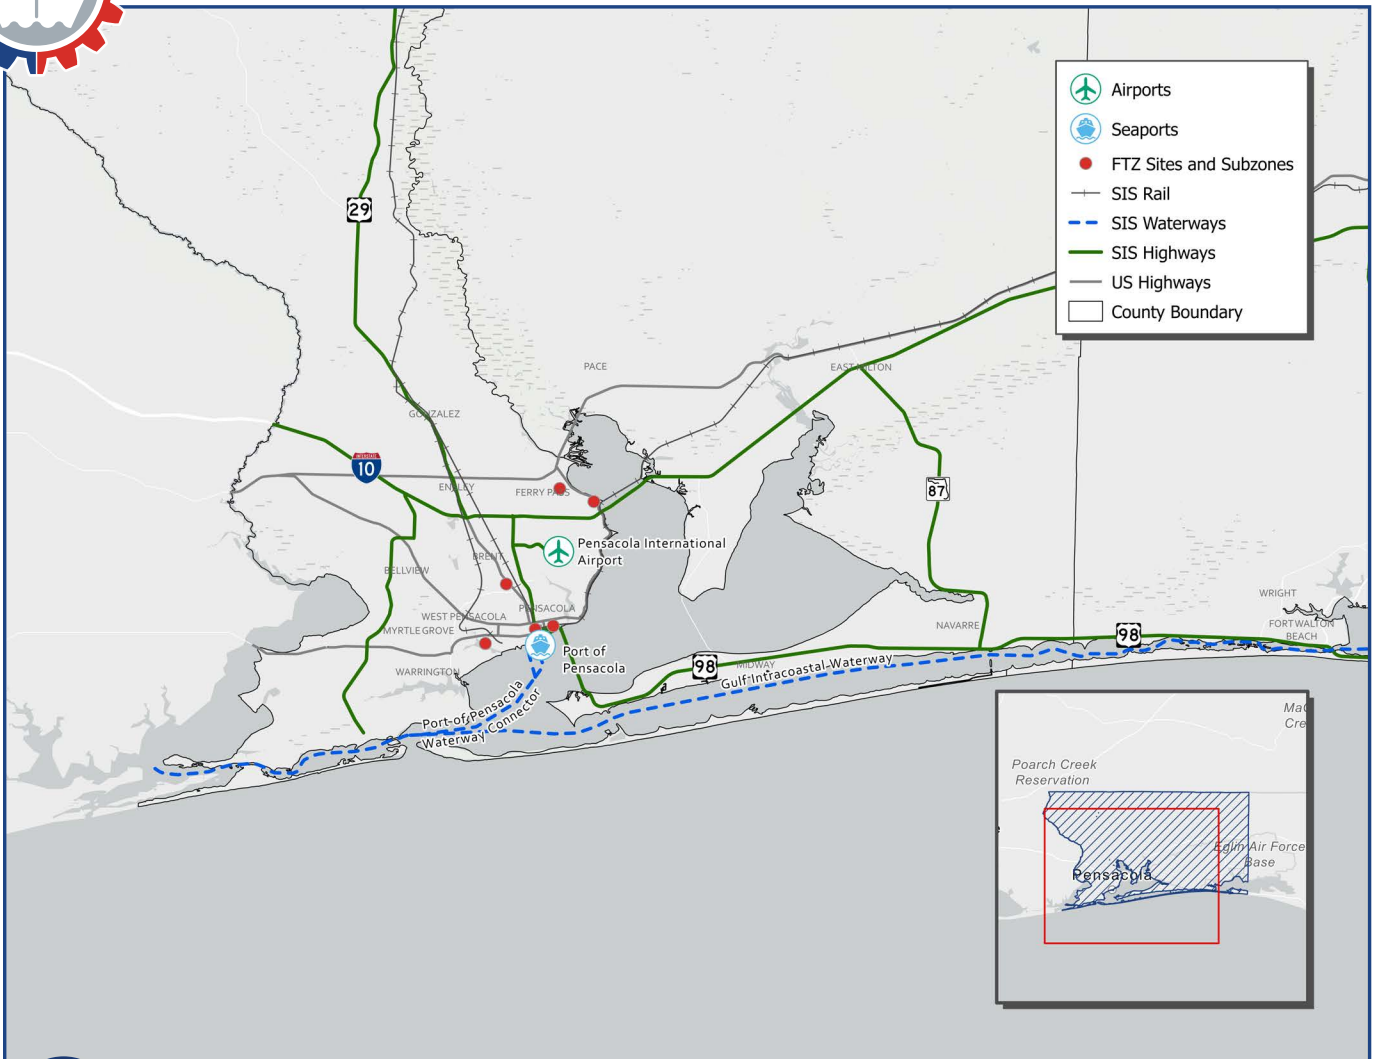 Airports
Seaports
FTZ Sites and Subzones
SIS Rail
SIS Waterways
SIS Highways
US Highways
County Boundary
29
PACE
EAST MILTON
GONZALEZ
INTERSTATE
10
ENSLEY
FERRY PASS
87
Pensacola International
Airport
BRENT
BELLVIEW
WRIGHT
PENSACOLA
WEST PENSACOLA
MYRTLE GROVE
NAVARRE
FORT WALTON
BEACH
98
Port of
Pensacola
98
MIDWAY
WARRINGTON
Gulf Intracoastal Waterway
Port of Pensacola
Waterway Connector
Poarch Creek
Reservation
Eglin Air Force
Base
Pensacola